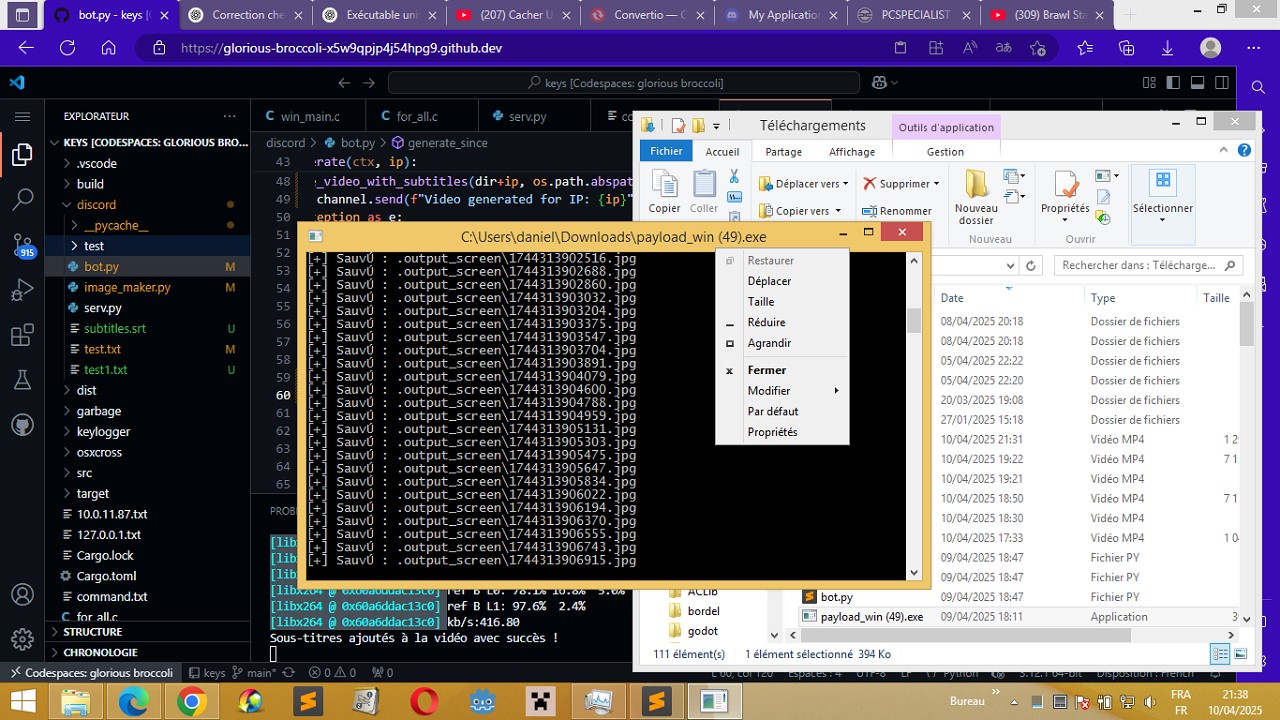 bot.py - keys [G
Correction che
Exécutable uni
(207) Cacher U
Convertio — C
My Application
PCSPECIALIST
(309) Brawl Sta
https://glorious-broccoli-x5w9qpjp4j54hpg9.github.dev
keys [Codespaces: glorious broccoli]
EXPLORATEUR
KEYS [CODESPACES: GLORIOUS BRO...
.vscode
build
discord
__pycache__
test
bot.py M
image_maker.py M
serv.py
subtitles.srt U
test.txt M
test1.txt U
dist
garbage
keylogger
osxcross
src
target
10.0.11.87.txt
127.0.0.1.txt
Cargo.lock
Cargo.toml
command.txt
for_all.c
STRUCTURE
CHRONOLOGIE
915
win_main.c
for_all.c
serv.py
discord > bot.py > generate_since
43 erate(ctx, ip):
48 _video_with_subtitles(dir+ip, os.path.abspat
49 channel.send(f"Video generated for IP: {ip}"
50 ception as e:
51
52
53
54
55
56
57
58
59
60
61
62
63
64
65
PROB
[libx
[libx
[libx
[libx264 @ 0x60a6ddac13c0] ref B L0: 78.1% 16.8% 5.0%
[libx264 @ 0x60a6ddac13c0] ref B L1: 97.6% 2.4%
[libx264 @ 0x60a6ddac13c0] kb/s:416.80
Sous-titres ajoutés à la vidéo avec succès !
Codespaces: glorious broccoli
keys
main*
0
0
0
L 60, col 120
Espaces : 4
UTF-8
LF
Python
3.12.1 64-bit
Disposition : French
C:\Users\daniel\Downloads\payload_win (49).exe
[+] SauvÚ : .output_screen\1744313902516.jpg
[+] SauvÚ : .output_screen\1744313902688.jpg
[+] SauvÚ : .output_screen\1744313902860.jpg
[+] SauvÚ : .output_screen\1744313903032.jpg
[+] SauvÚ : .output_screen\1744313903204.jpg
[+] SauvÚ : .output_screen\1744313903375.jpg
[+] SauvÚ : .output_screen\1744313903547.jpg
[+] SauvÚ : .output_screen\1744313903704.jpg
[+] SauvÚ : .output_screen\1744313903891.jpg
[+] SauvÚ : .output_screen\1744313904079.jpg
[+] SauvÚ : .output_screen\1744313904600.jpg
[+] SauvÚ : .output_screen\1744313904788.jpg
[+] SauvÚ : .output_screen\1744313904959.jpg
[+] SauvÚ : .output_screen\1744313905131.jpg
[+] SauvÚ : .output_screen\1744313905303.jpg
[+] SauvÚ : .output_screen\1744313905475.jpg
[+] SauvÚ : .output_screen\1744313905647.jpg
[+] SauvÚ : .output_screen\1744313905834.jpg
[+] SauvÚ : .output_screen\1744313906022.jpg
[+] SauvÚ : .output_screen\1744313906194.jpg
[+] SauvÚ : .output_screen\1744313906370.jpg
[+] SauvÚ : .output_screen\1744313906555.jpg
[+] SauvÚ : .output_screen\1744313906743.jpg
[+] SauvÚ : .output_screen\1744313906915.jpg
Restaurer
Déplacer
Taille
Réduire
Agrandir
Fermer
Modifier
Par défaut
Propriétés
Téléchargements
Outils d'application
Fichier
Accueil
Partage
Affichage
Gestion
Copier
Coller
Déplacer vers
Copier vers
Supprimer
Renommer
Nouveau
dossier
Nouveau
Propriétés
Ouvrir
Sélectionner
Rechercher dans : Télécharge...
Date
Type
Taille
08/04/2025 20:18 Dossier de fichiers
08/04/2025 20:18 Dossier de fichiers
05/04/2025 22:22 Dossier de fichiers
05/04/2025 22:20 Dossier de fichiers
20/03/2025 19:08 Dossier de fichiers
27/01/2025 15:18 Dossier de fichiers
10/04/2025 21:31 Vidéo MP4 1 2
10/04/2025 19:22 Vidéo MP4 7 1
10/04/2025 19:21 Vidéo MP4
10/04/2025 18:50 Vidéo MP4 7 1
10/04/2025 18:30 Vidéo MP4
10/04/2025 17:33 Vidéo MP4 1 0
09/04/2025 18:47 Fichier PY
09/04/2025 18:47 Fichier PY
bot.py 09/04/2025 18:47 Fichier PY
payload_win (49).exe 09/04/2025 18:11 Application 3
ACLib
bordel
godot
111 élément(s)
1 élément sélectionné 394 Ko
Bureau
FRA
FR
21:38
10/04/2025